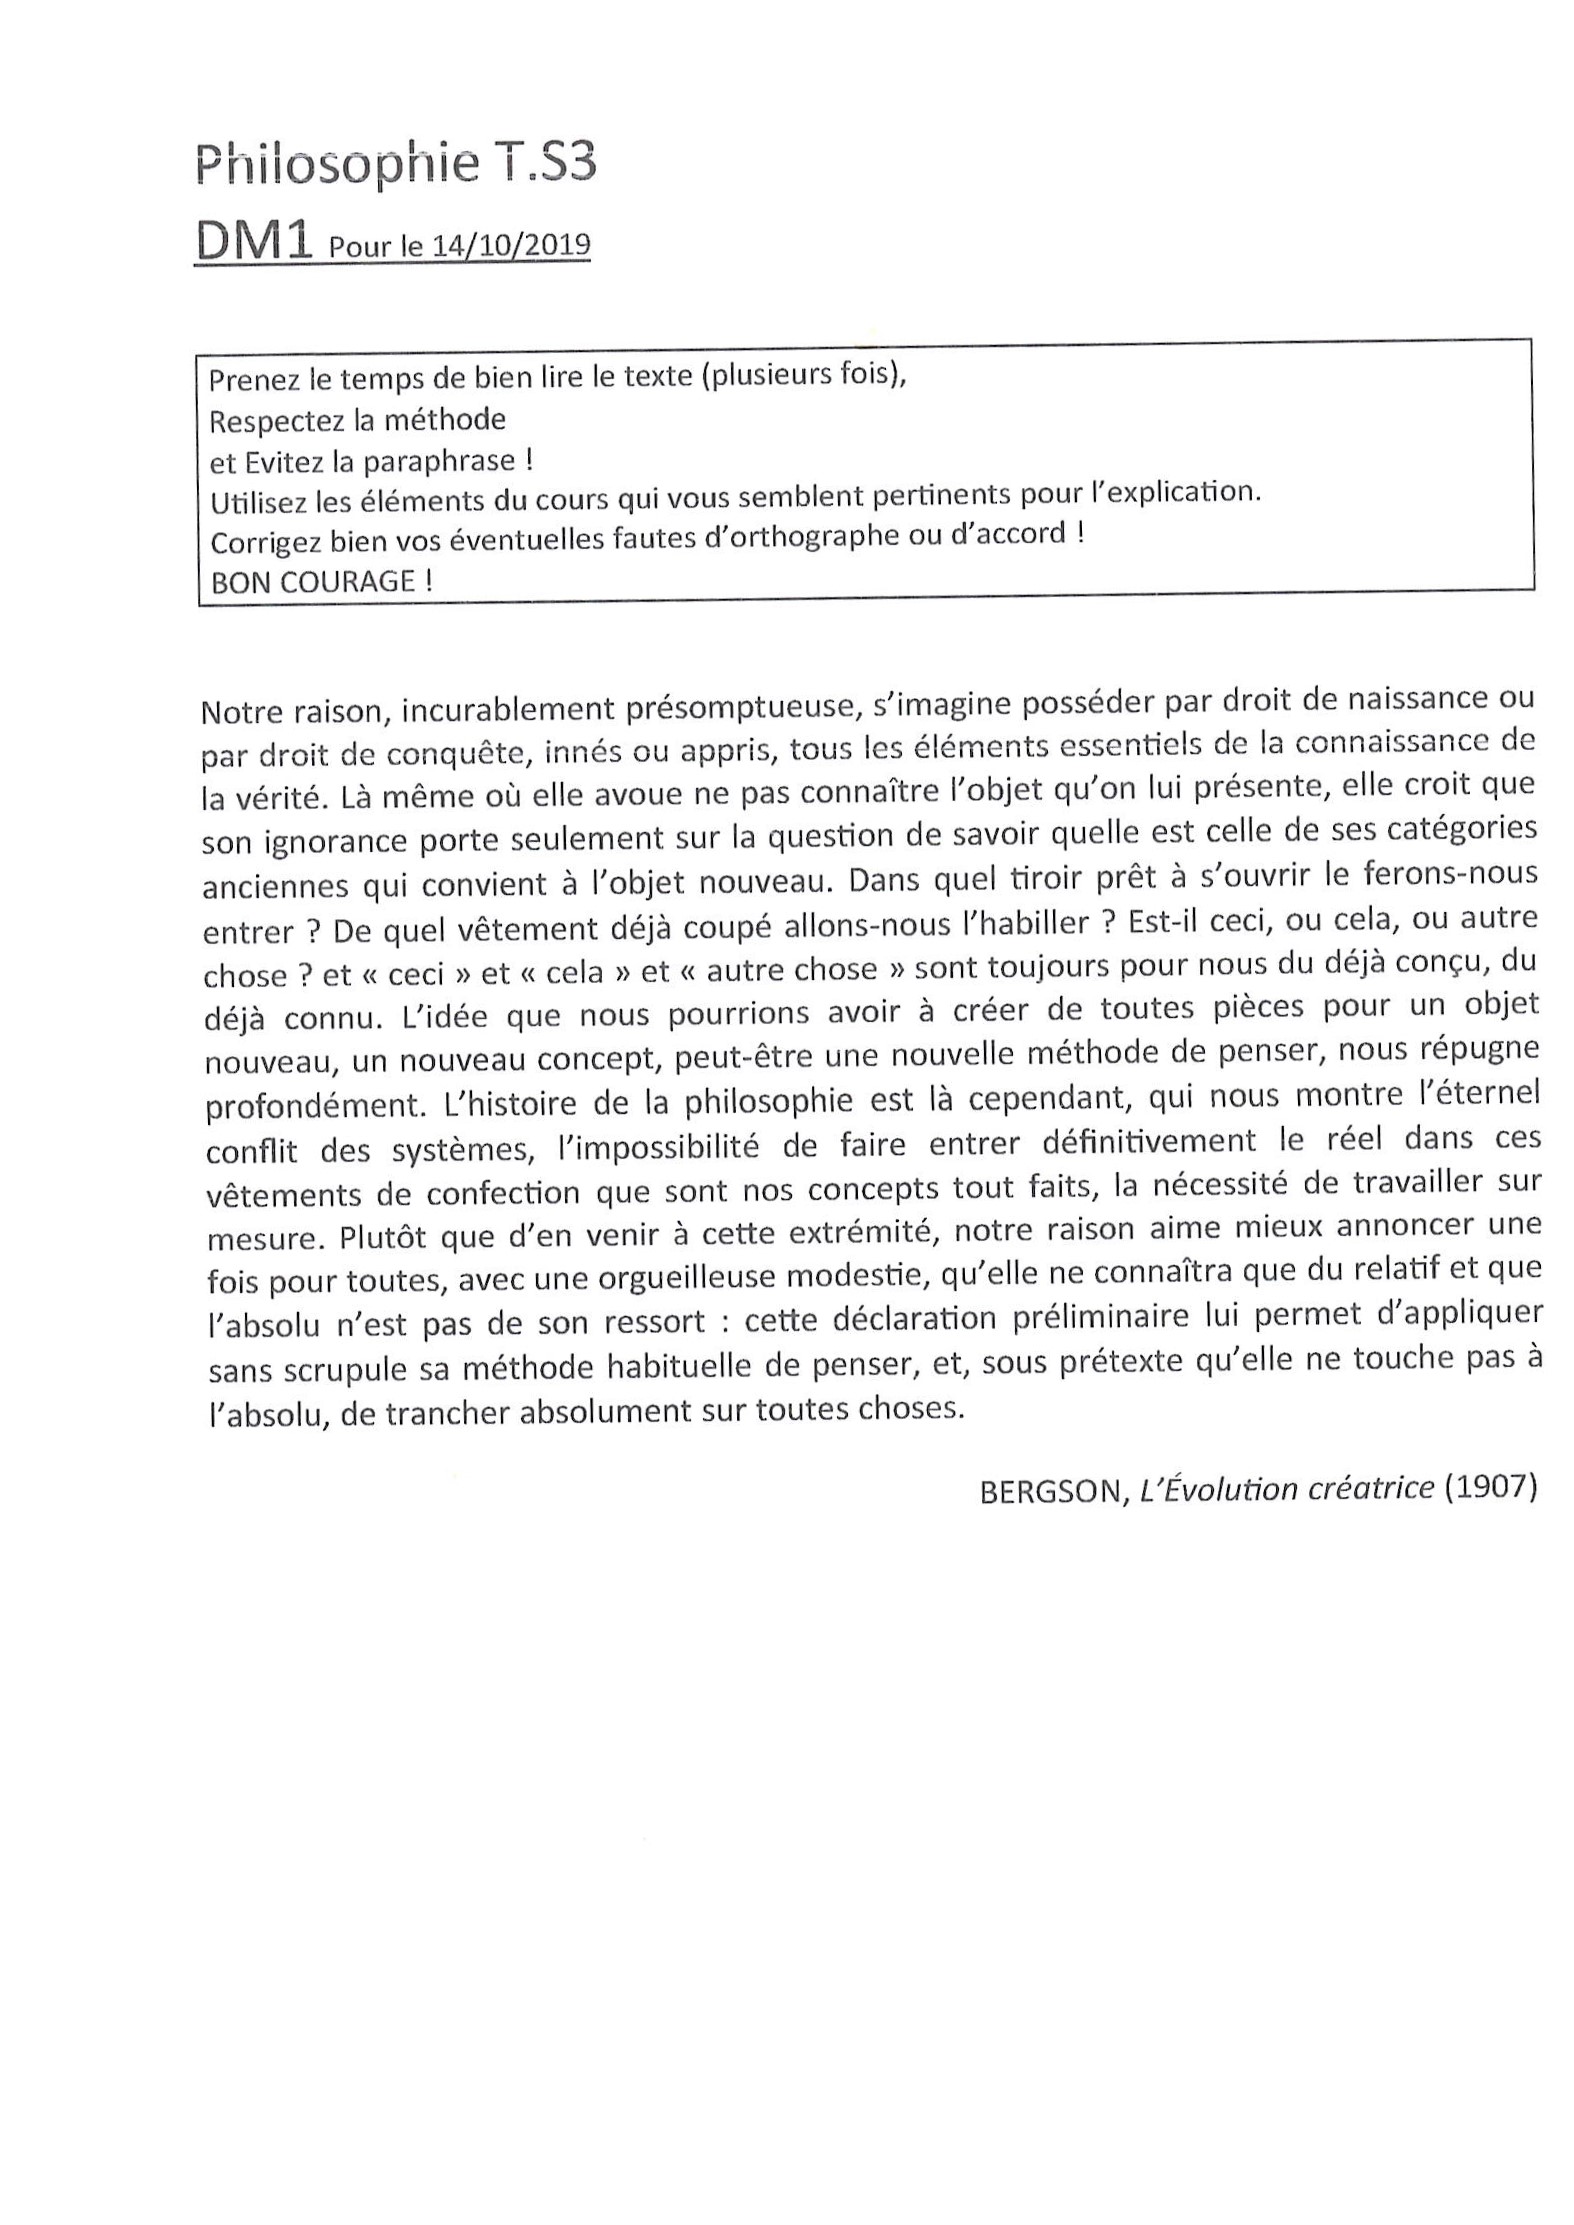 Philosophie T.S3
DM1 Pour le 14/10/2019
Prenez le temps de bien lire le texte (plusieurs fois),
Respectez la méthode
et Evitez la paraphrase !
Utilisez les éléments du cours qui vous semblent pertinents pour l’explication.
Corrigez bien vos éventuelles fautes d’orthographe ou d’accord !
BON COURAGE !
Notre raison, incurablement présomptueuse, s’imagine posséder par droit de naissance ou
par droit de conquête, innés ou appris, tous les éléments essentiels de la connaissance de
la vérité. Là même où elle avoue ne pas connaître l’objet qu’on lui présente, elle croit que
son ignorance porte seulement sur la question de savoir quelle est celle de ses catégories
anciennes qui convient à l’objet nouveau. Dans quel tiroir prêt à s’ouvrir le ferons-nous
entrer ? De quel vêtement déjà coupé allons-nous l’habiller ? Est-il ceci, ou cela, ou autre
chose ? et « ceci » et « cela » et « autre chose » sont toujours pour nous du déjà conçu, du
déjà connu. L’idée que nous pourrions avoir à créer de toutes pièces pour un objet
nouveau, un nouveau concept, peut-être une nouvelle méthode de penser, nous répugne
profondément. L’histoire de la philosophie est là cependant, qui nous montre l’éternel
conflit des systèmes, l’impossibilité de faire entrer définitivement le réel dans ces
vêtements de confection que sont nos concepts tout faits, la nécessité de travailler sur
mesure. Plutôt que d’en venir à cette extrémité, notre raison aime mieux annoncer une
fois pour toutes, avec une orgueilleuse modestie, qu’elle ne connaîtra que du relatif et que
l’absolu n’est pas de son ressort : cette déclaration préliminaire lui permet d’appliquer
sans scrupule sa méthode habituelle de penser, et, sous prétexte qu’elle ne touche pas à
l’absolu, de trancher absolument sur toutes choses.
BERGSON, L’Évolution créatrice (1907)